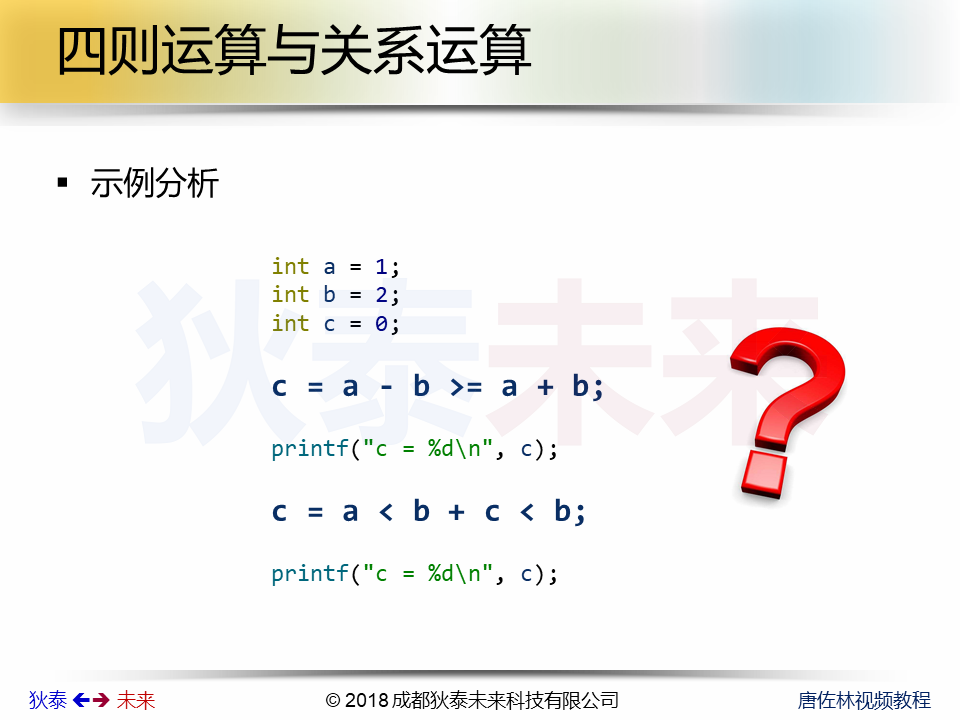 四则运算与关系运算
▪ 示例分析
int a = 1;
int b = 2;
int c = 0;
c = a - b >= a + b;
printf("c = %d\n", c);
c = a < b + c < b;
printf("c = %d\n", c);
狄泰未来
狄泰 🡸🡺 未来
© 2018 成都狄泰未来科技有限公司
唐佐林视频教程